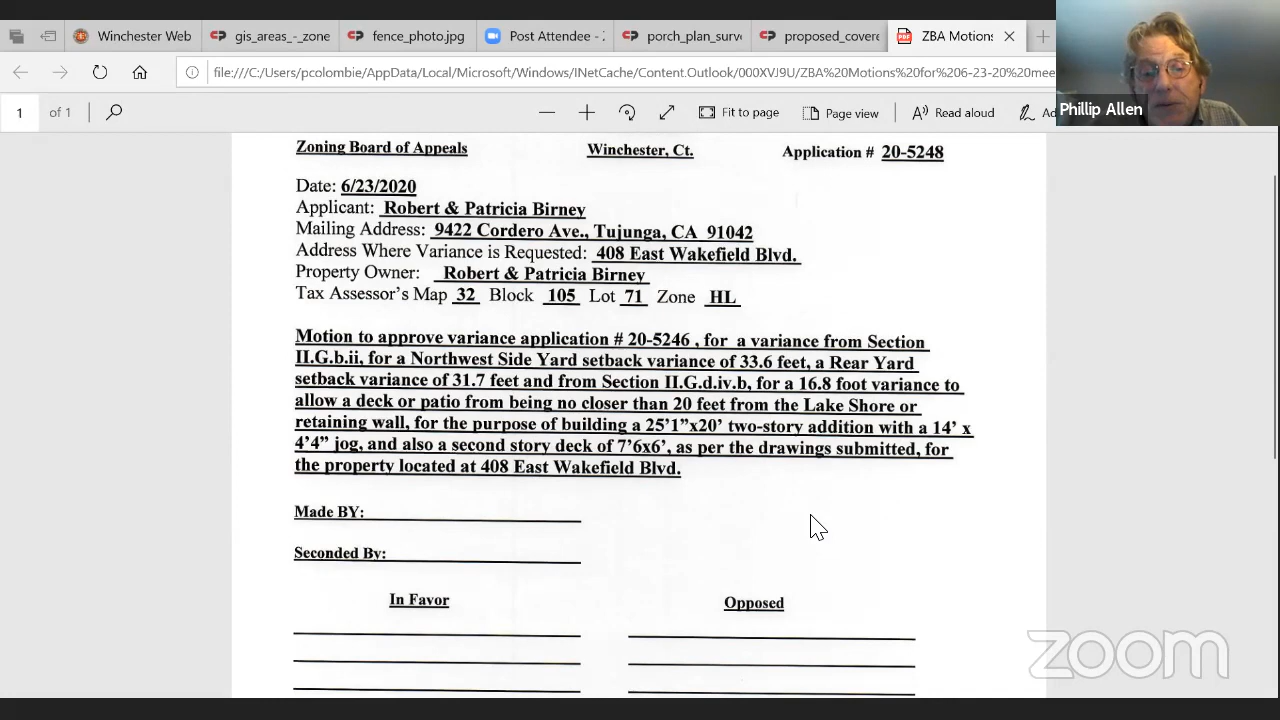 Winchester Web
gis_areas_-_zone
fence_photo.jpg
Post Attendee - Z
porch_plan_surve
proposed_covere
ZBA Motions
file:///C:/Users/pcolombie/AppData/Local/Microsoft/Windows/INetCache/Content.Outlook/000XVJ9U/ZBA%20Motions%20for%206-23-20%20mee
1 of 1
Fit to page
Page view
Read aloud
Phillip Allen
Zoning Board of Appeals Winchester, Ct. Application # 20-5248
Date: 6/23/2020
Applicant: Robert & Patricia Birney
Mailing Address: 9422 Cordero Ave., Tujunga, CA 91042
Address Where Variance is Requested: 408 East Wakefield Blvd.
Property Owner: Robert & Patricia Birney
Tax Assessor's Map 32 Block 105 Lot 71 Zone HL
Motion to approve variance application # 20-5246 , for a variance from Section
II.G.b.ii, for a Northwest Side Yard setback variance of 33.6 feet, a Rear Yard
setback variance of 31.7 feet and from Section II.G.d.iv.b, for a 16.8 foot variance to
allow a deck or patio from being no closer than 20 feet from the Lake Shore or
retaining wall, for the purpose of building a 25'1"x20' two-story addition with a 14' x
4'4" jog, and also a second story deck of 7'6x6', as per the drawings submitted, for
the property located at 408 East Wakefield Blvd.
Made BY:
Seconded By:
In Favor Opposed
zoom